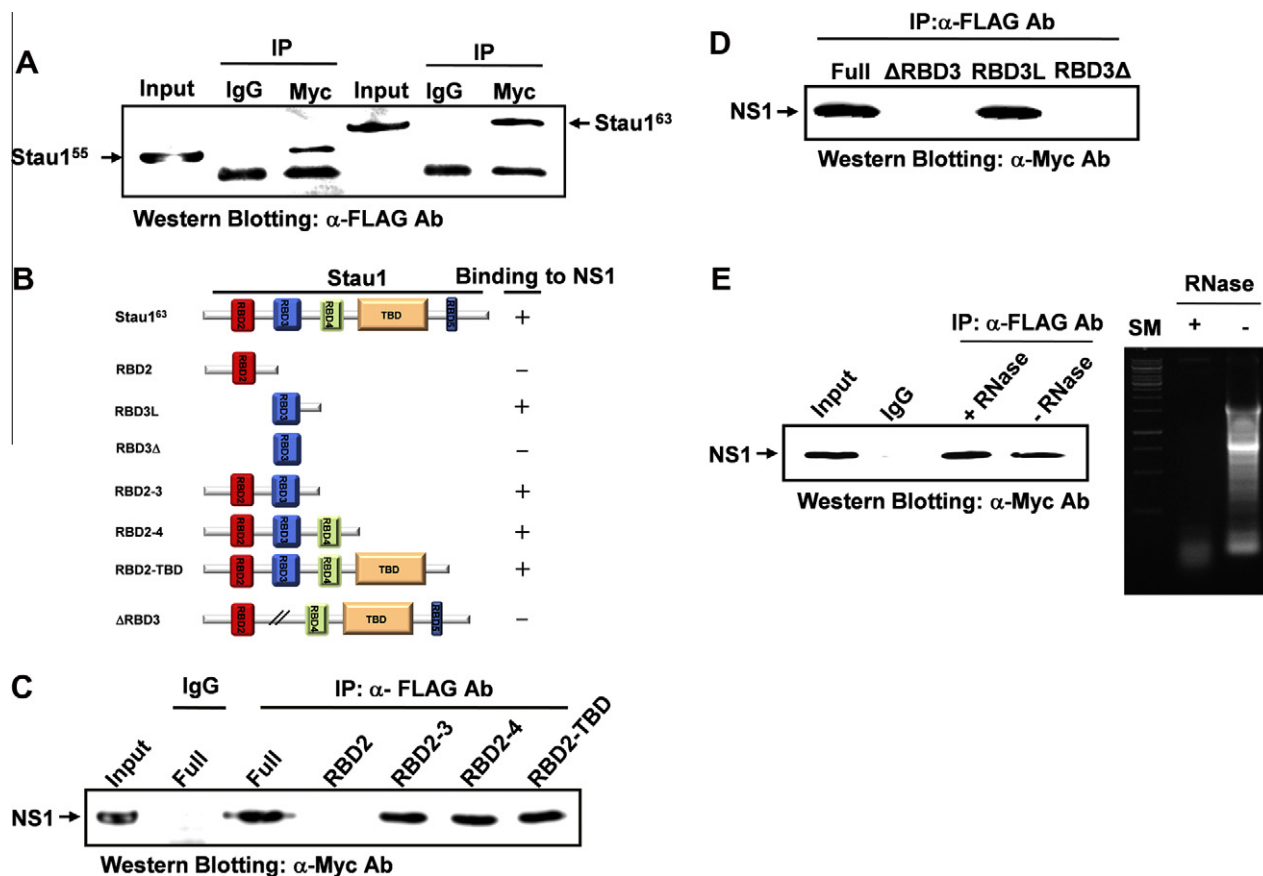 A
IP
IP
Input
IgG
Myc
Input
IgG
Myc
Stau1⁵⁵
Stau1⁶³
Western Blotting: α-FLAG Ab
B
Stau1
Binding to NS1
Stau1⁶³
RBD2
RBD3
RBD4
TBD
RBD5
+
RBD2
RBD2
–
RBD3L
RBD3
+
RBD3Δ
RBD3
–
RBD2-3
RBD2
RBD3
+
RBD2-4
RBD2
RBD3
RBD4
+
RBD2-TBD
RBD2
RBD3
RBD4
TBD
+
ΔRBD3
RBD2
//
RBD4
TBD
RBD5
–
C
IgG
IP: α- FLAG Ab
Input
Full
Full
RBD2
RBD2-3
RBD2-4
RBD2-TBD
NS1
Western Blotting: α-Myc Ab
D
IP:α-FLAG Ab
Full
ΔRBD3
RBD3L
RBD3Δ
NS1
Western Blotting: α-Myc Ab
E
IP: α-FLAG Ab
Input
IgG
+ RNase
- RNase
NS1
Western Blotting: α-Myc Ab
RNase
SM
+
-